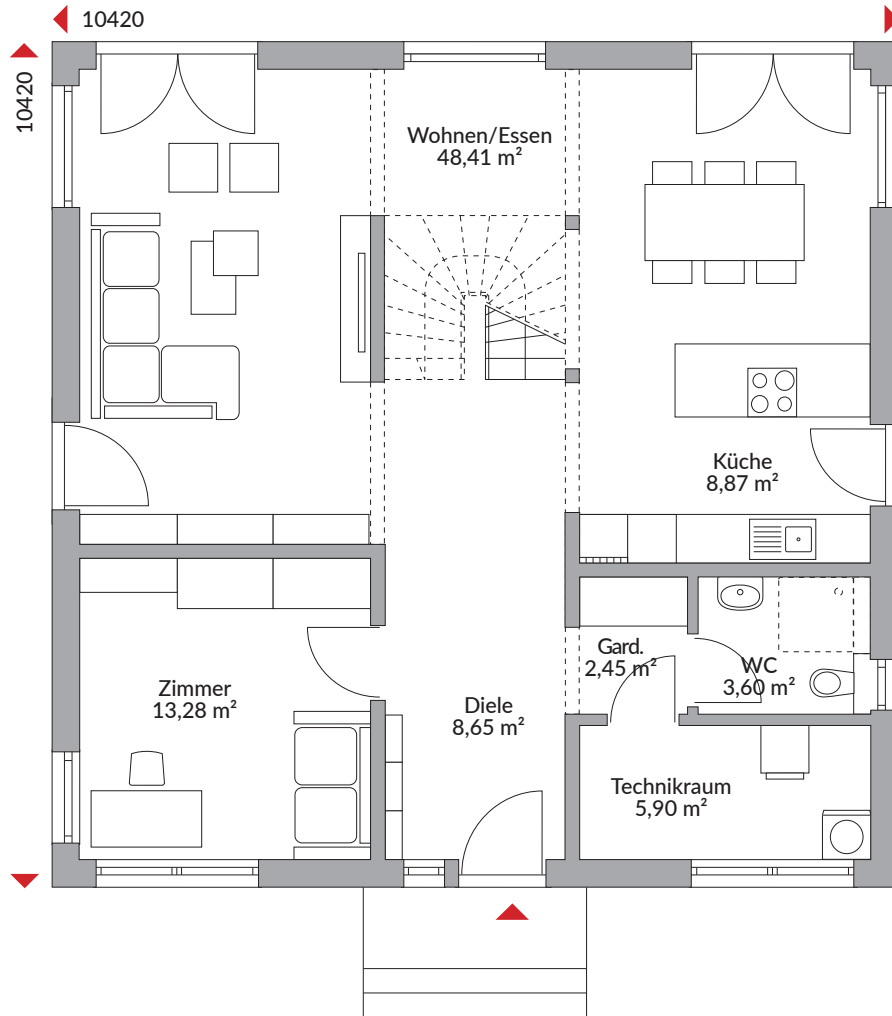 10420
10420
Wohnen/Essen
48,41 m²
Küche
8,87 m²
Gard.
2,45 m²
WC
3,60 m²
Zimmer
13,28 m²
Diele
8,65 m²
Technikraum
5,90 m²